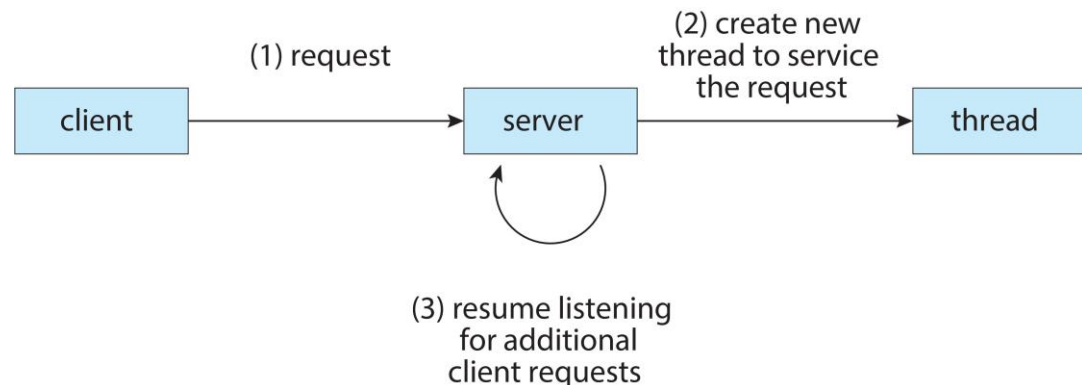 (1) request
(2) create new
thread to service
the request
client
server
thread
(3) resume listening
for additional
client requests